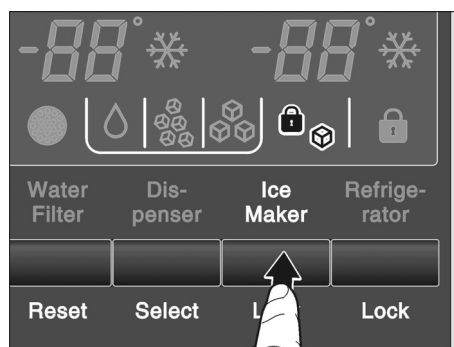 -88° -88°
Water Filter Dis-penser Ice Maker Refrige-rator
Reset Select Lock